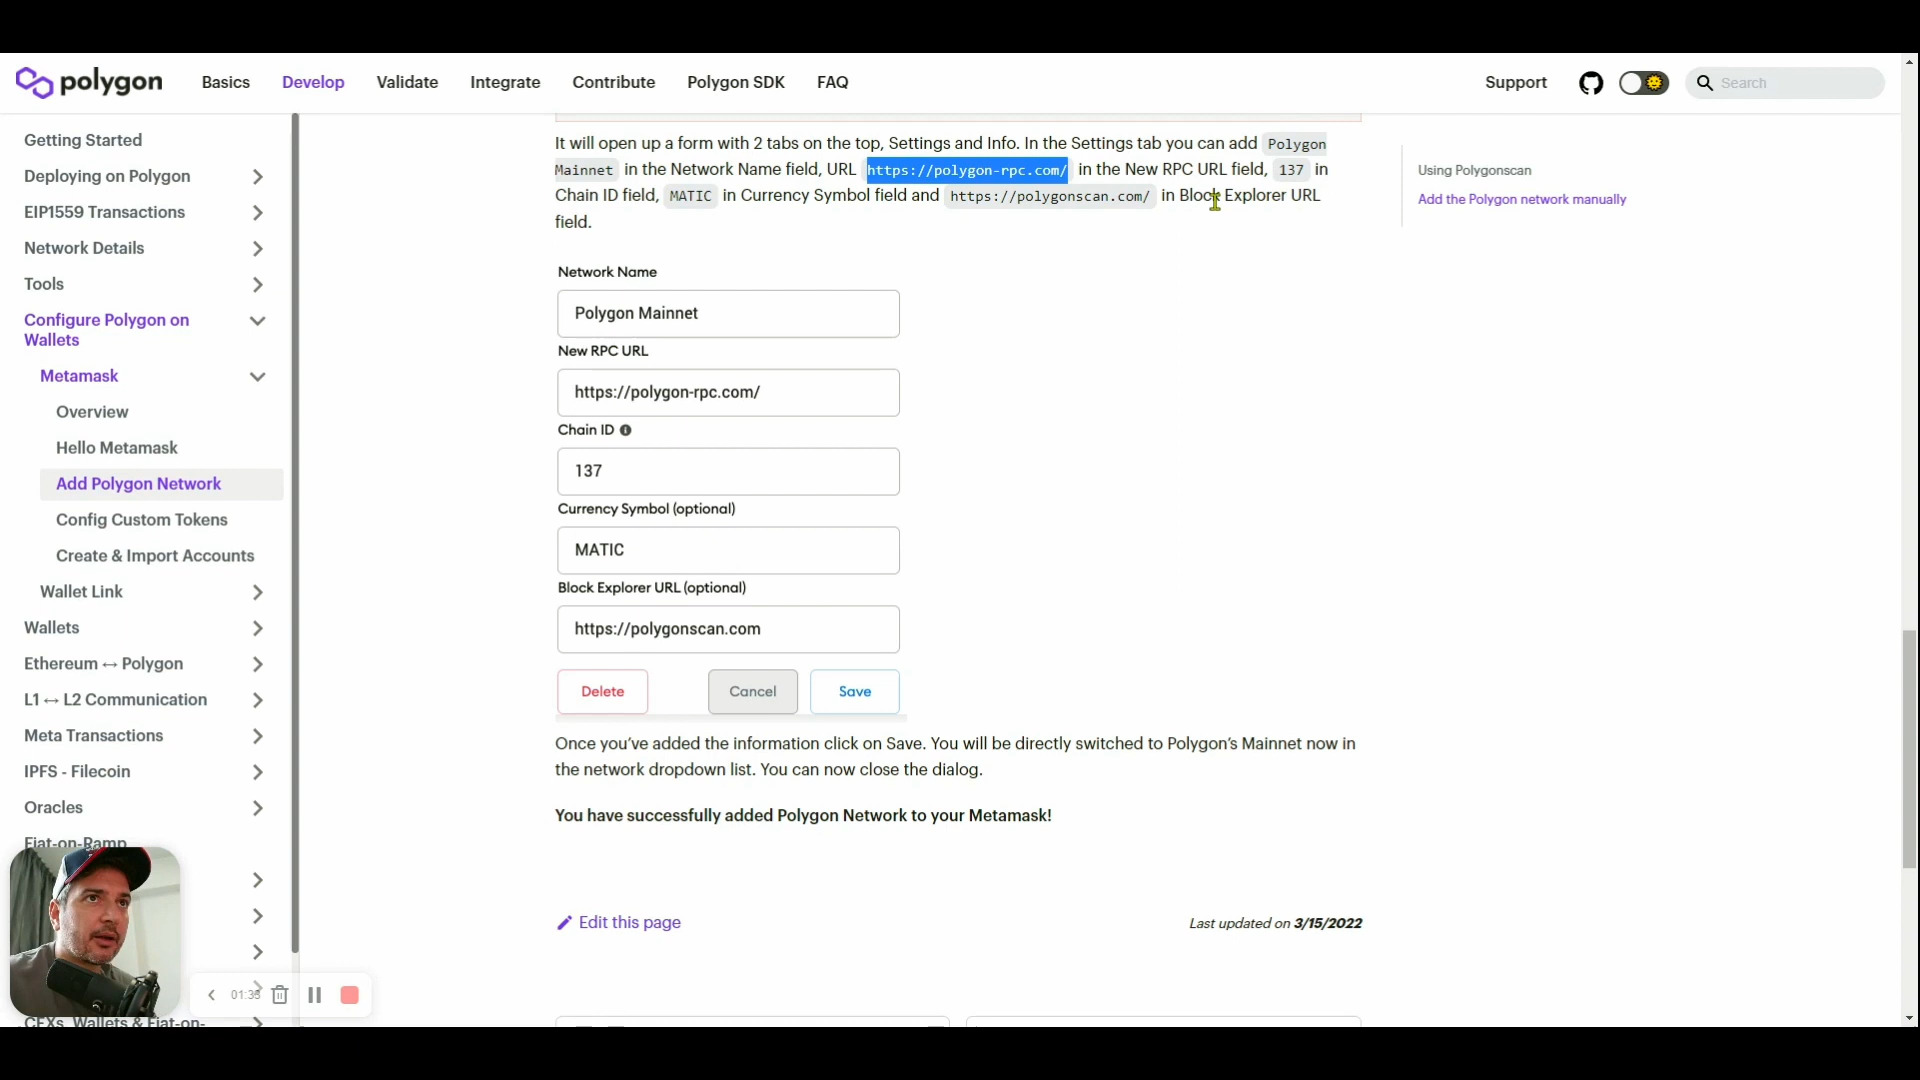 polygon
Basics
Develop
Validate
Integrate
Contribute
Polygon SDK
FAQ
Support
Search
Getting Started
Deploying on Polygon
EIP1559 Transactions
Network Details
Tools
Configure Polygon on
Wallets
Metamask
Overview
Hello Metamask
Add Polygon Network
Config Custom Tokens
Create & Import Accounts
Wallet Link
Wallets
Ethereum ↔ Polygon
L1 ↔ L2 Communication
Meta Transactions
IPFS - Filecoin
Oracles
Fiat-on-Ramp
CEXs, Wallets & Fiat-on-
01:33
It will open up a form with 2 tabs on the top, Settings and Info. In the Settings tab you can add Polygon
Mainnet in the Network Name field, URL https://polygon-rpc.com/ in the New RPC URL field, 137 in
Chain ID field, MATIC in Currency Symbol field and https://polygonscan.com/ in Block Explorer URL
field.
Network Name
Polygon Mainnet
New RPC URL
https://polygon-rpc.com/
Chain ID
137
Currency Symbol (optional)
MATIC
Block Explorer URL (optional)
https://polygonscan.com
Delete
Cancel
Save
Once you've added the information click on Save. You will be directly switched to Polygon's Mainnet now in
the network dropdown list. You can now close the dialog.
You have successfully added Polygon Network to your Metamask!
Edit this page
Last updated on 3/15/2022
Using Polygonscan
Add the Polygon network manually